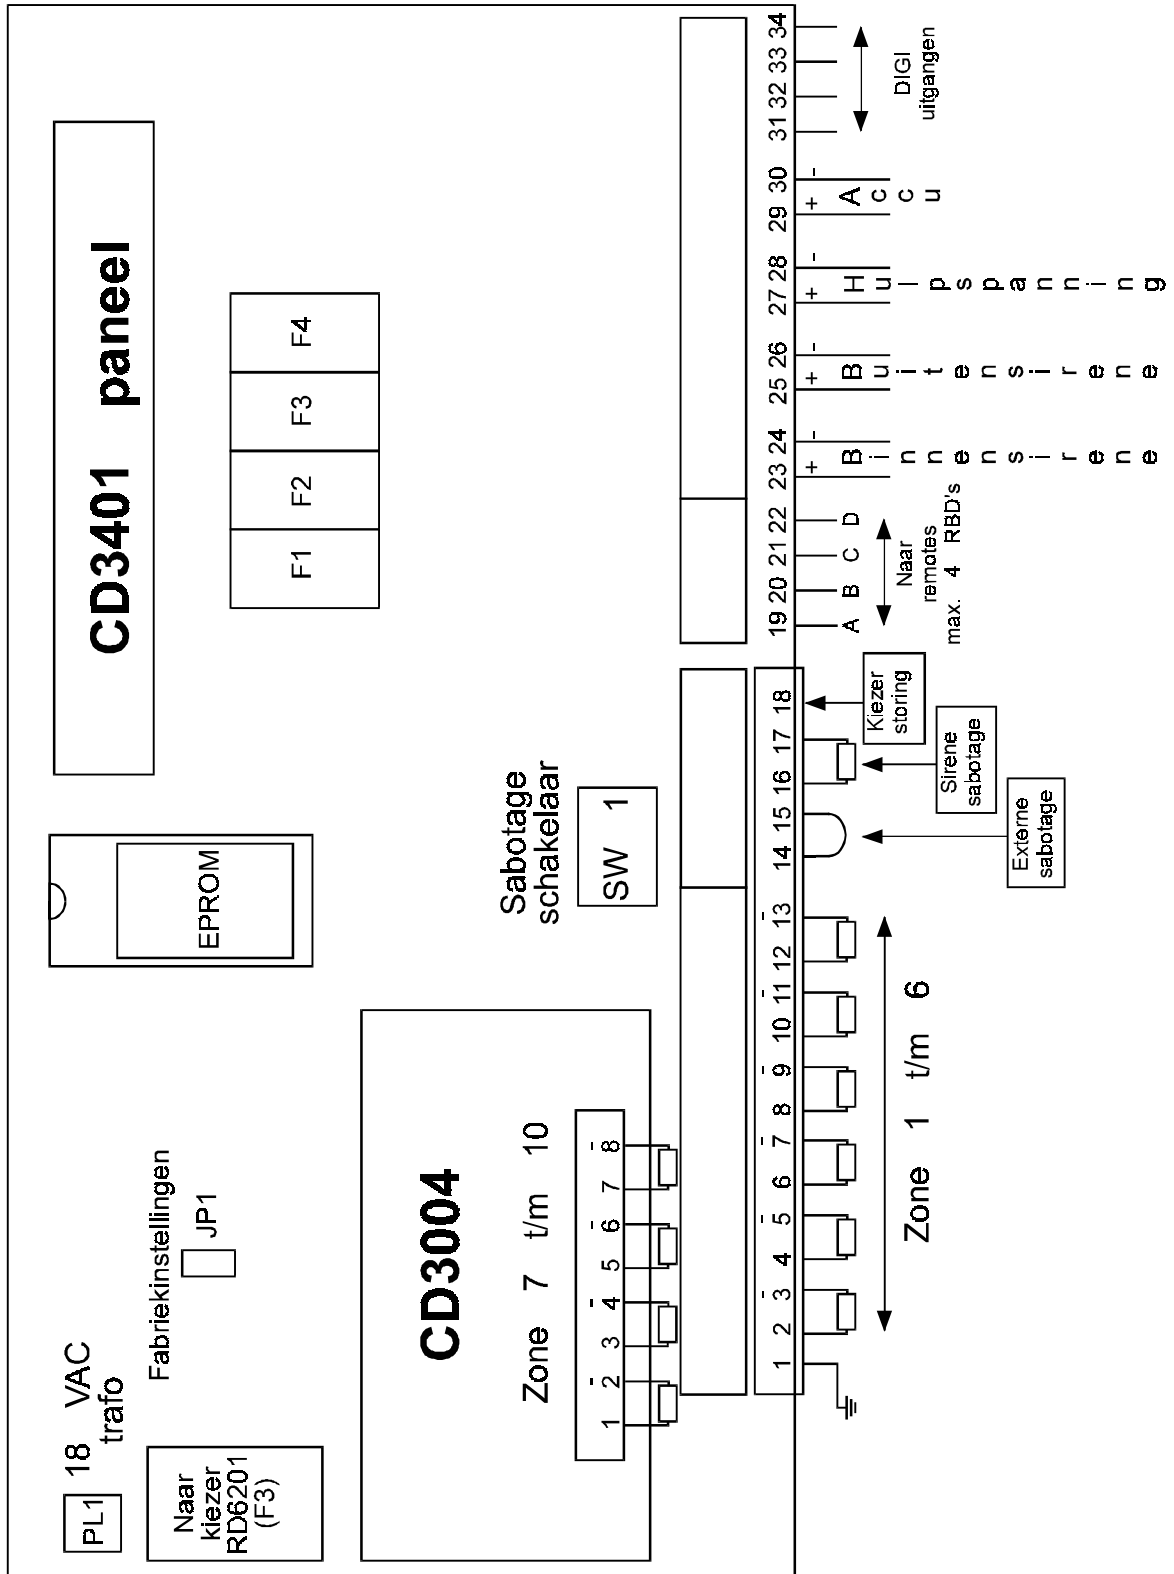 CD3401 paneel
PL1
18 VAC
trafo
Fabriekinstellingen
JP1
EPROM
Naar
kiezer
RD6201
(F3)
F1 F2 F3 F4
CD3004
Zone 7 t/m 10
- - - -
1 2 3 4 5 6 7 8
Sabotage
schakelaar
SW 1
- - - - - -
1 2 3 4 5 6 7 8 9 10 11 12 13 14 15 16 17 18
19 20 21 22 23 24 25 26 27 28 29 30 31 32 33 34
+ - + - + - + -
A B C D
Zone 1 t/m 6
Externe
sabotage
Sirene
sabotage
Kiezer
storing
Naar
remotes
max. 4 RBD's
Binnensirene
Buitensirene
Hulpspanning
Accu
DIGI
uitgangen